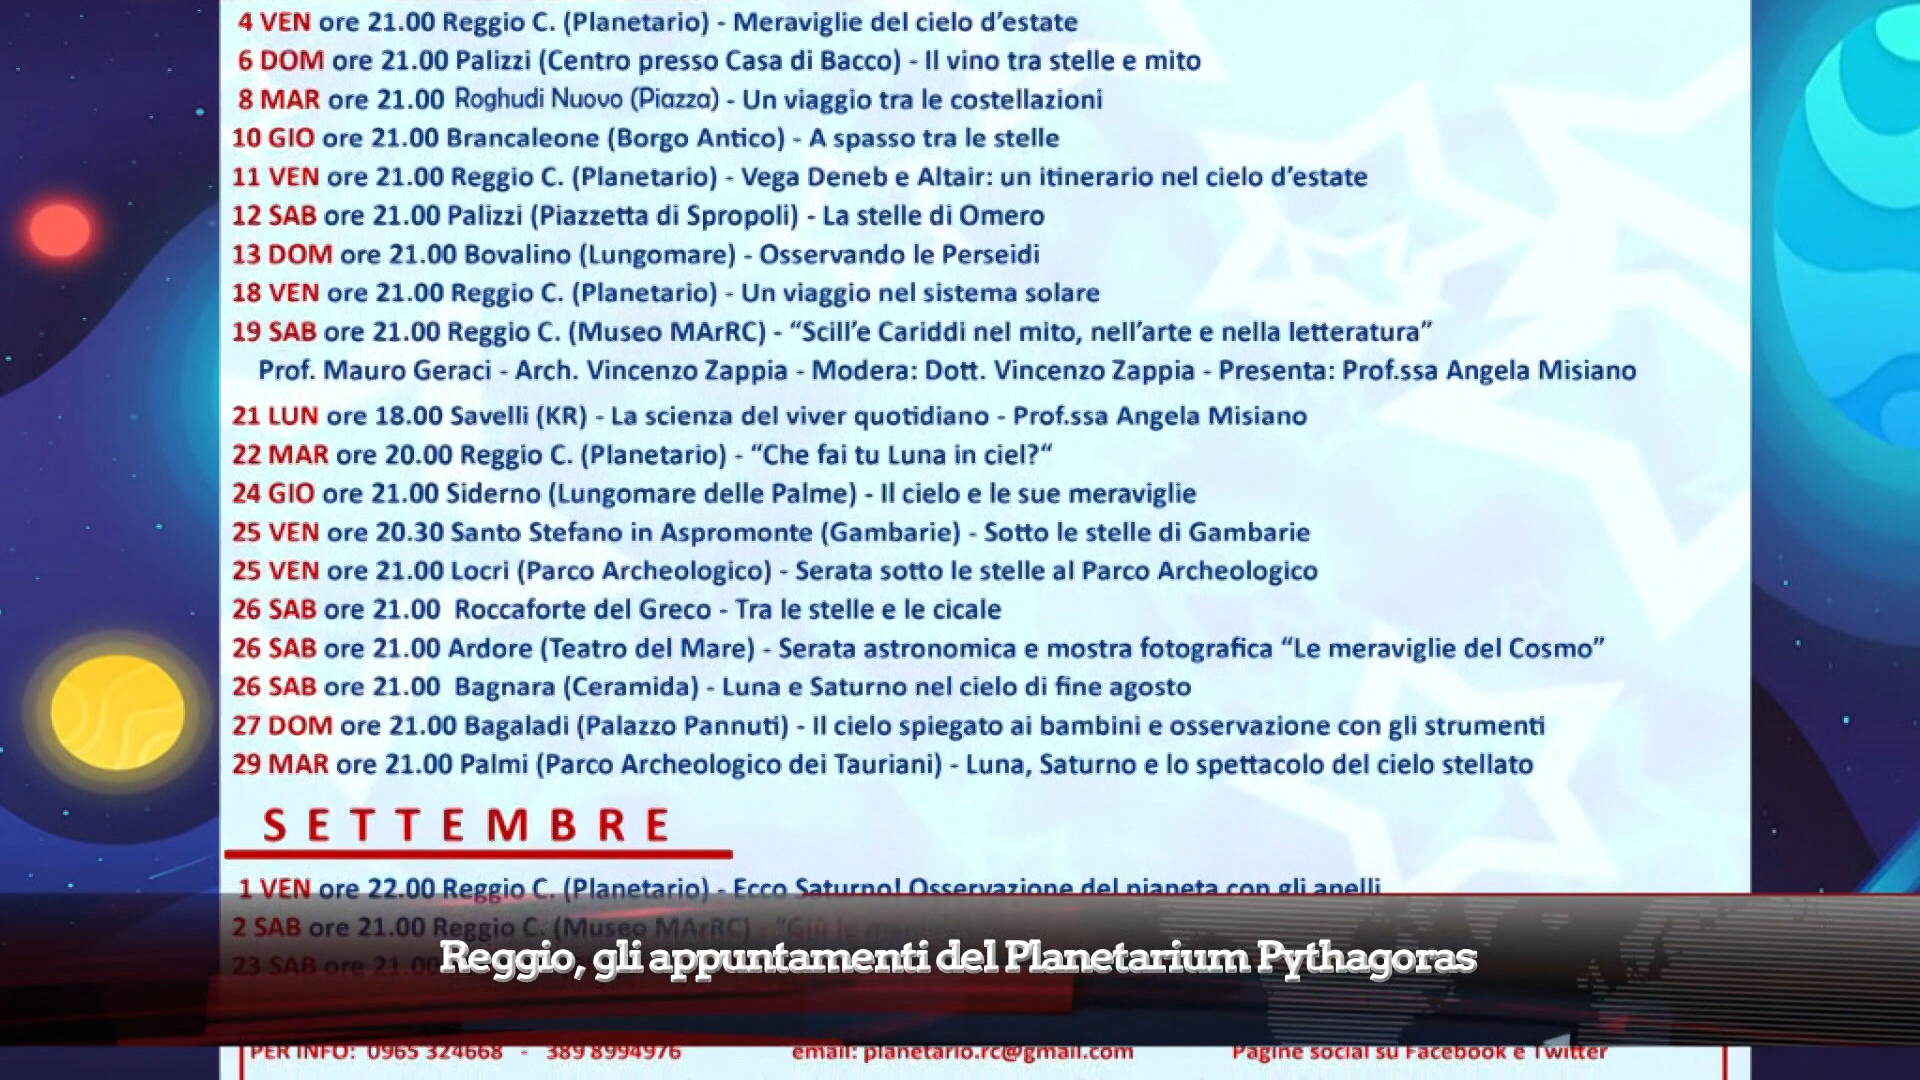 4 VEN ore 21.00 Reggio C. (Planetario) - Meraviglie del cielo d’estate
6 DOM ore 21.00 Palizzi (Centro presso Casa di Bacco) - Il vino tra stelle e mito
8 MAR ore 21.00 Roghudi Nuovo (Piazza) - Un viaggio tra le costellazioni
10 GIO ore 21.00 Brancaleone (Borgo Antico) - A spasso tra le stelle
11 VEN ore 21.00 Reggio C. (Planetario) - Vega Deneb e Altair: un itinerario nel cielo d’estate
12 SAB ore 21.00 Palizzi (Piazzetta di Spropoli) - La stelle di Omero
13 DOM ore 21.00 Bovalino (Lungomare) - Osservando le Perseidi
18 VEN ore 21.00 Reggio C. (Planetario) - Un viaggio nel sistema solare
19 SAB ore 21.00 Reggio C. (Museo MArRC) - “Scill’e Cariddi nel mito, nell’arte e nella letteratura”
Prof. Mauro Geraci - Arch. Vincenzo Zappia - Modera: Dott. Vincenzo Zappia - Presenta: Prof.ssa Angela Misiano
21 LUN ore 18.00 Savelli (KR) - La scienza del viver quotidiano - Prof.ssa Angela Misiano
22 MAR ore 20.00 Reggio C. (Planetario) - “Che fai tu Luna in ciel?“
24 GIO ore 21.00 Siderno (Lungomare delle Palme) - Il cielo e le sue meraviglie
25 VEN ore 20.30 Santo Stefano in Aspromonte (Gambarie) - Sotto le stelle di Gambarie
25 VEN ore 21.00 Locri (Parco Archeologico) - Serata sotto le stelle al Parco Archeologico
26 SAB ore 21.00 Roccaforte del Greco - Tra le stelle e le cicale
26 SAB ore 21.00 Ardore (Teatro del Mare) - Serata astronomica e mostra fotografica “Le meraviglie del Cosmo”
26 SAB ore 21.00 Bagnara (Ceramida) - Luna e Saturno nel cielo di fine agosto
27 DOM ore 21.00 Bagaladi (Palazzo Pannuti) - Il cielo spiegato ai bambini e osservazione con gli strumenti
29 MAR ore 21.00 Palmi (Parco Archeologico dei Tauriani) - Luna, Saturno e lo spettacolo del cielo stellato
SETTEMBRE
1 VEN ore 22.00 Reggio C. (Planetario) - Ecco Saturno! Osservazione del pianeta con gli anelli
2 SAB ore 21.00 Reggio C. (Museo MArRC) - “Giù le
23 SAB ore 21.00
Reggio, gli appuntamenti del Planetarium Pythagoras
PER INFO: 0965 324668 - 389 8994976 email: planetario.rc@gmail.com Pagine social su Facebook e Twitter